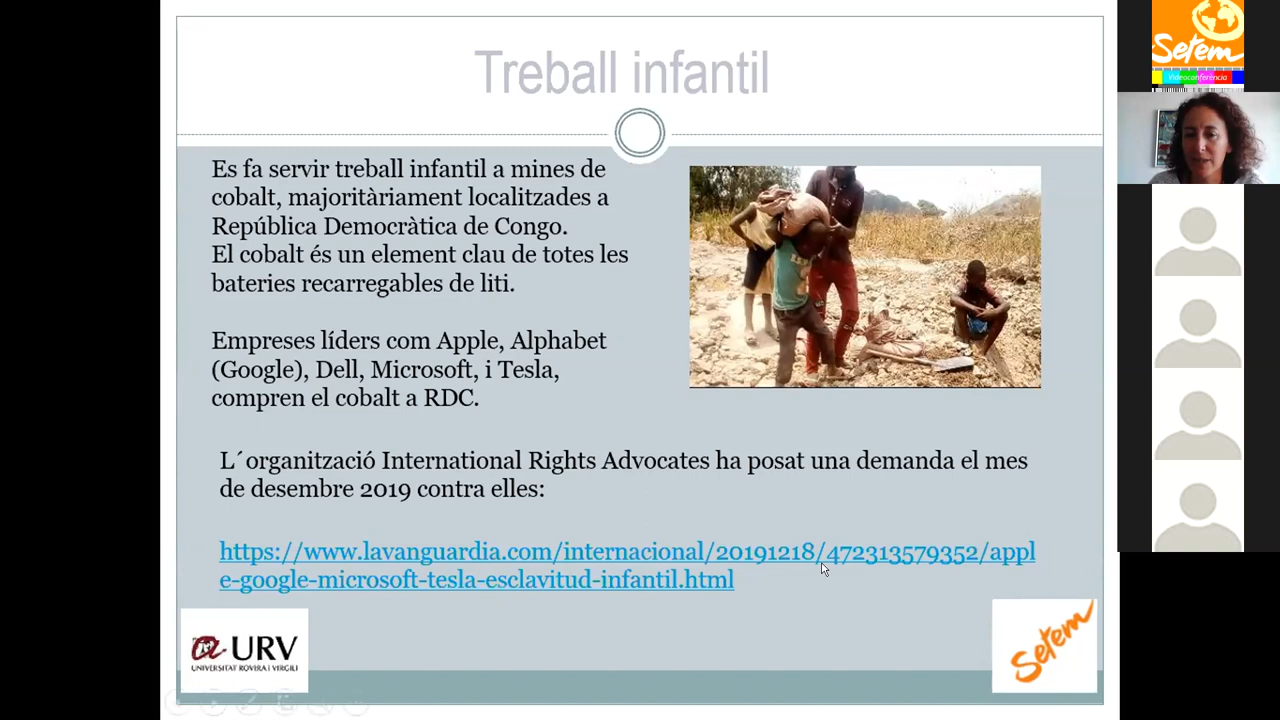 Treball infantil
Es fa servir treball infantil a mines de
cobalt, majoritàriament localitzades a
República Democràtica de Congo.
El cobalt és un element clau de totes les
bateries recarregables de liti.
Empreses líders com Apple, Alphabet
(Google), Dell, Microsoft, i Tesla,
compren el cobalt a RDC.
L´organització International Rights Advocates ha posat una demanda el mes
de desembre 2019 contra elles:
https://www.lavanguardia.com/internacional/20191218/472313579352/appl
e-google-microsoft-tesla-esclavitud-infantil.html
URV
UNIVERSITAT ROVIRA i VIRGILI
Setem
Setem
Videoconferència